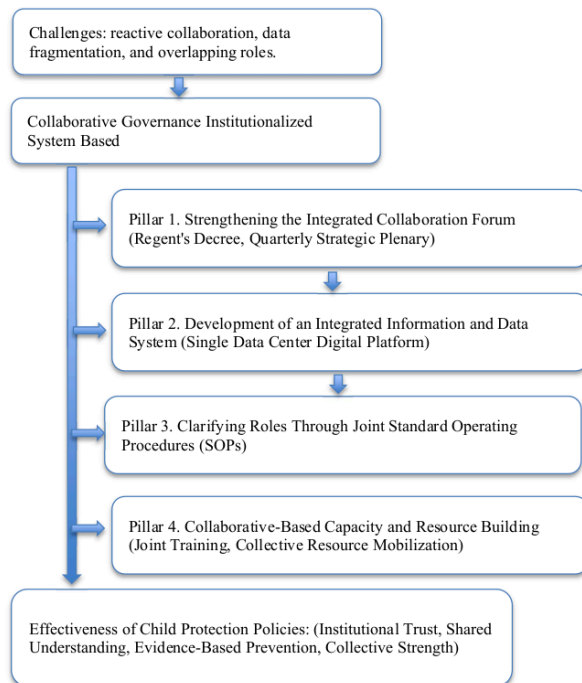 Challenges: reactive collaboration, data
fragmentation, and overlapping roles.
Collaborative Governance Institutionalized
System Based
Pillar 1. Strengthening the Integrated Collaboration Forum
(Regent's Decree, Quarterly Strategic Plenary)
Pillar 2. Development of an Integrated Information and Data
System (Single Data Center Digital Platform)
Pillar 3. Clarifying Roles Through Joint Standard Operating
Procedures (SOPs)
Pillar 4. Collaborative-Based Capacity and Resource Building
(Joint Training, Collective Resource Mobilization)
Effectiveness of Child Protection Policies: (Institutional Trust, Shared
Understanding, Evidence-Based Prevention, Collective Strength)